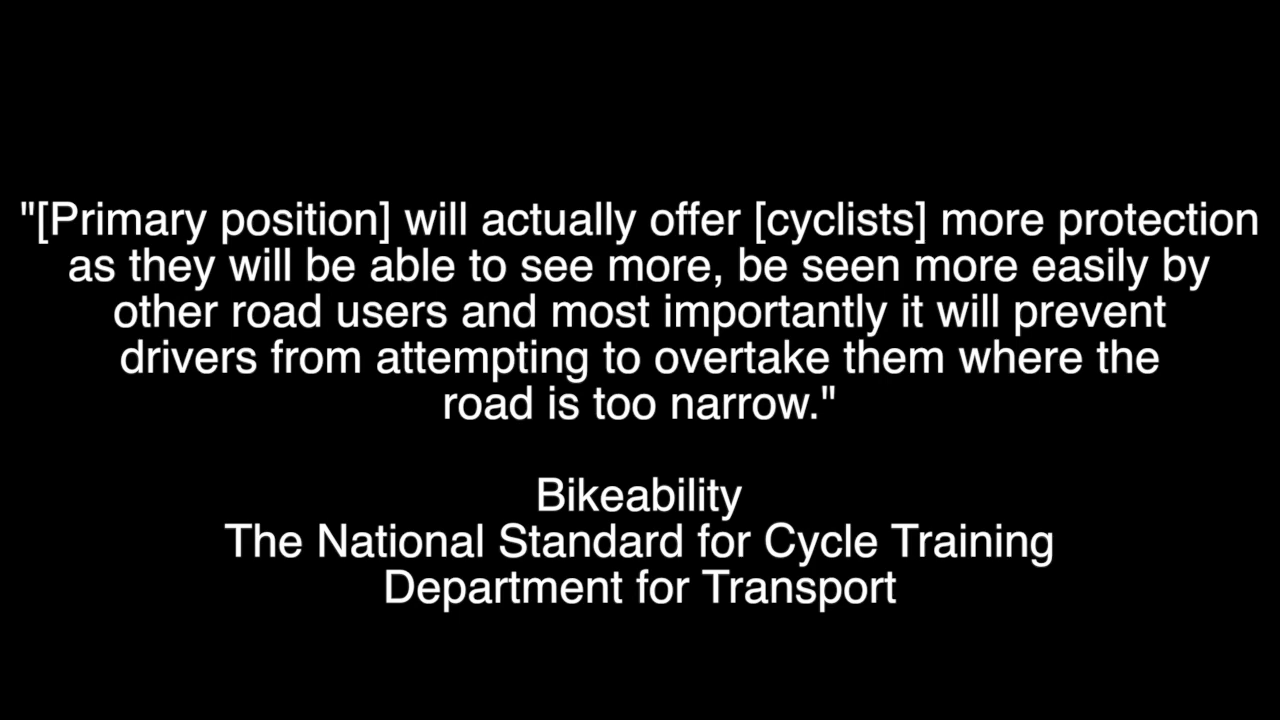 "[Primary position] will actually offer [cyclists] more protection
as they will be able to see more, be seen more easily by
other road users and most importantly it will prevent
drivers from attempting to overtake them where the
road is too narrow."
Bikeability
The National Standard for Cycle Training
Department for Transport